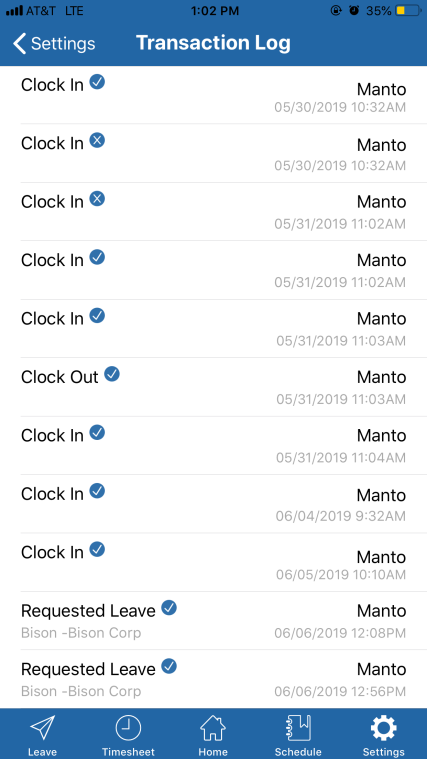 AT&T LTE 1:02 PM 35%
Settings Transaction Log
Clock In Manto
05/30/2019 10:32AM
Clock In Manto
05/30/2019 10:32AM
Clock In Manto
05/31/2019 11:02AM
Clock In Manto
05/31/2019 11:02AM
Clock In Manto
05/31/2019 11:03AM
Clock Out Manto
05/31/2019 11:03AM
Clock In Manto
05/31/2019 11:04AM
Clock In Manto
06/04/2019 9:32AM
Clock In Manto
06/05/2019 10:10AM
Requested Leave Manto
Bison -Bison Corp 06/06/2019 12:08PM
Requested Leave Manto
Bison -Bison Corp 06/06/2019 12:56PM
Leave Timesheet Home Schedule Settings